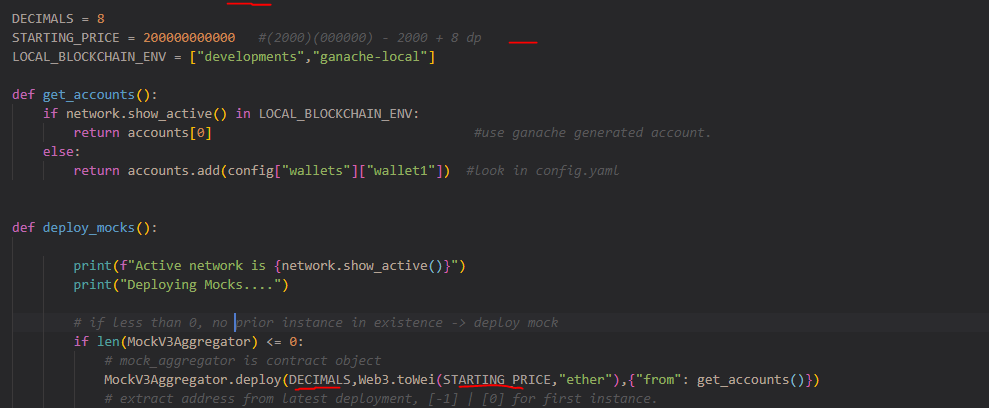 DECIMALS = 8
STARTING_PRICE = 200000000000 #(2000)(000000) - 2000 + 8 dp
LOCAL_BLOCKCHAIN_ENV = ["developments","ganache-local"]
def get_accounts():
if network.show_active() in LOCAL_BLOCKCHAIN_ENV:
return accounts[0] #use ganache generated account.
else:
return accounts.add(config["wallets"]["wallet1"]) #look in config.yaml
def deploy_mocks():
print(f"Active network is {network.show_active()}")
print("Deploying Mocks....")
# if less than 0, no prior instance in existence -> deploy mock
if len(MockV3Aggregator) <= 0:
# mock_aggregator is contract object
MockV3Aggregator.deploy(DECIMALS,Web3.toWei(STARTING_PRICE,"ether"),{"from": get_accounts()})
# extract address from latest deployment, [-1] | [0] for first instance.